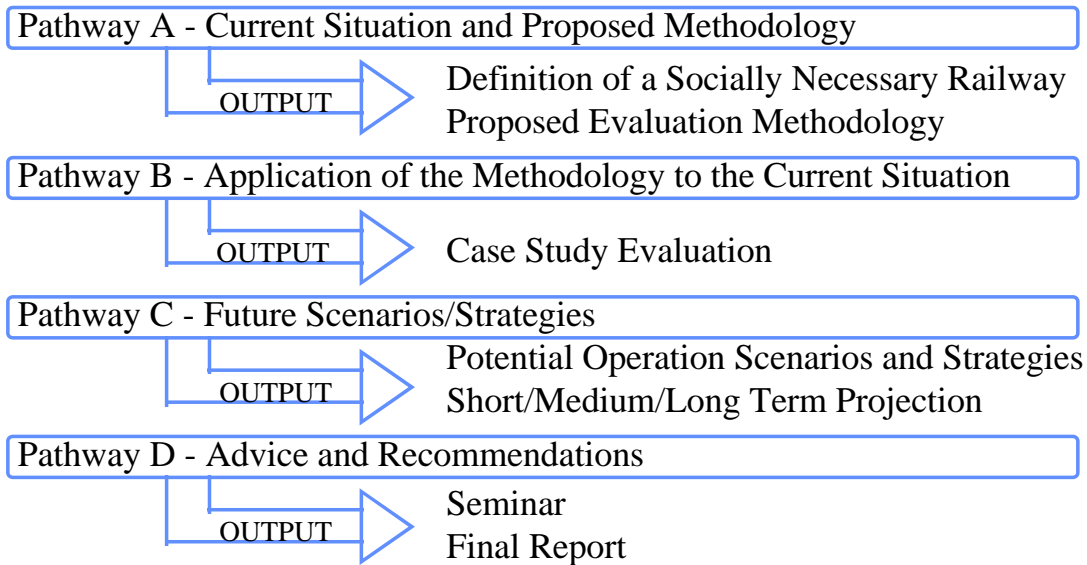 Pathway A - Current Situation and Proposed Methodology
OUTPUT
Definition of a Socially Necessary Railway
Proposed Evaluation Methodology
Pathway B - Application of the Methodology to the Current Situation
OUTPUT
Case Study Evaluation
Pathway C - Future Scenarios/Strategies
OUTPUT
Potential Operation Scenarios and Strategies
Short/Medium/Long Term Projection
Pathway D - Advice and Recommendations
OUTPUT
Seminar
Final Report